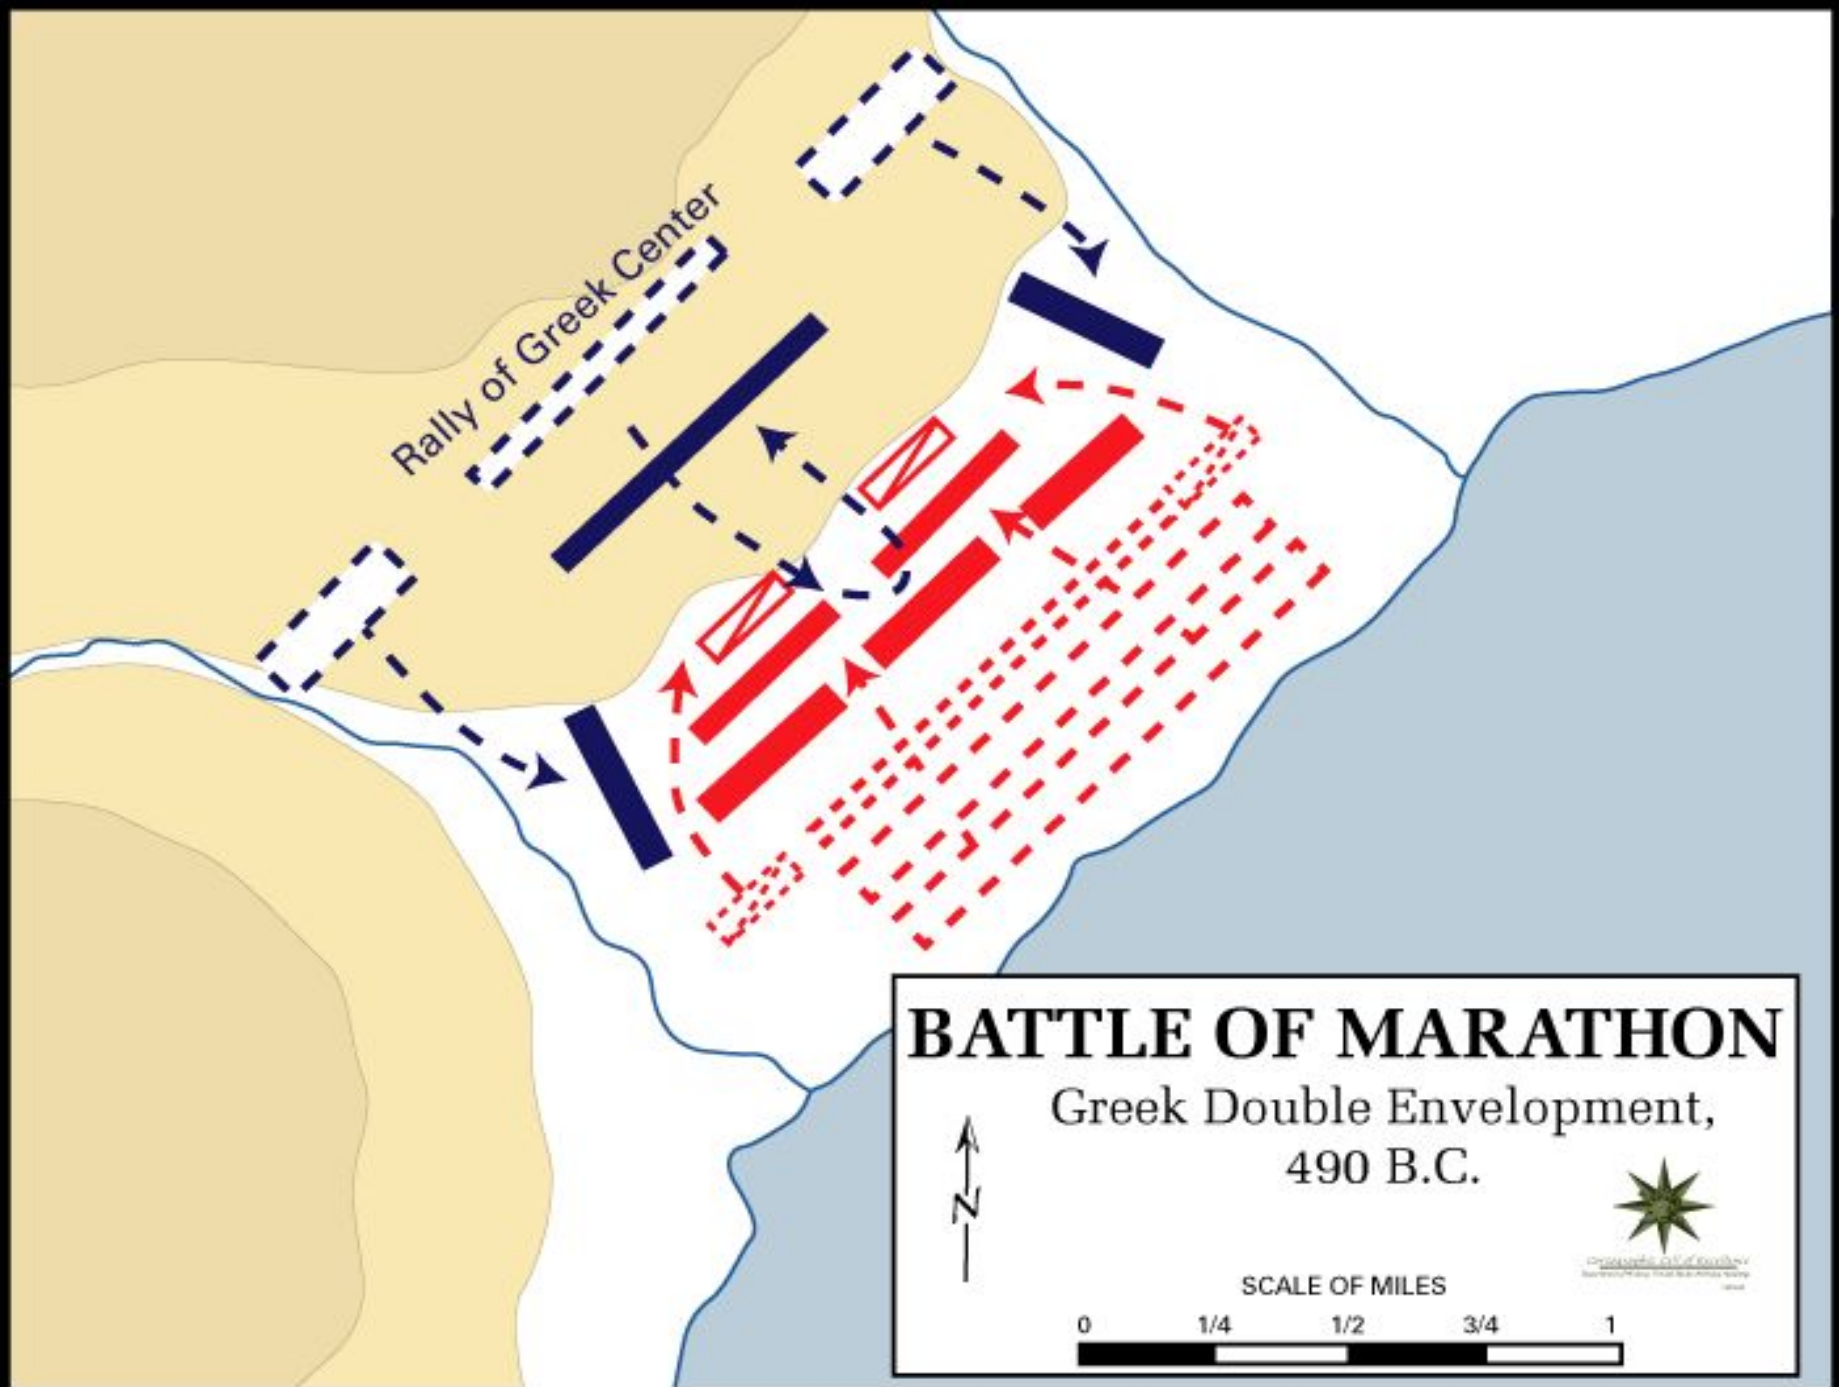 Rally of Greek Center
BATTLE OF MARATHON
Greek Double Envelopment,
490 B.C.
N
SCALE OF MILES
0 1/4 1/2 3/4 1